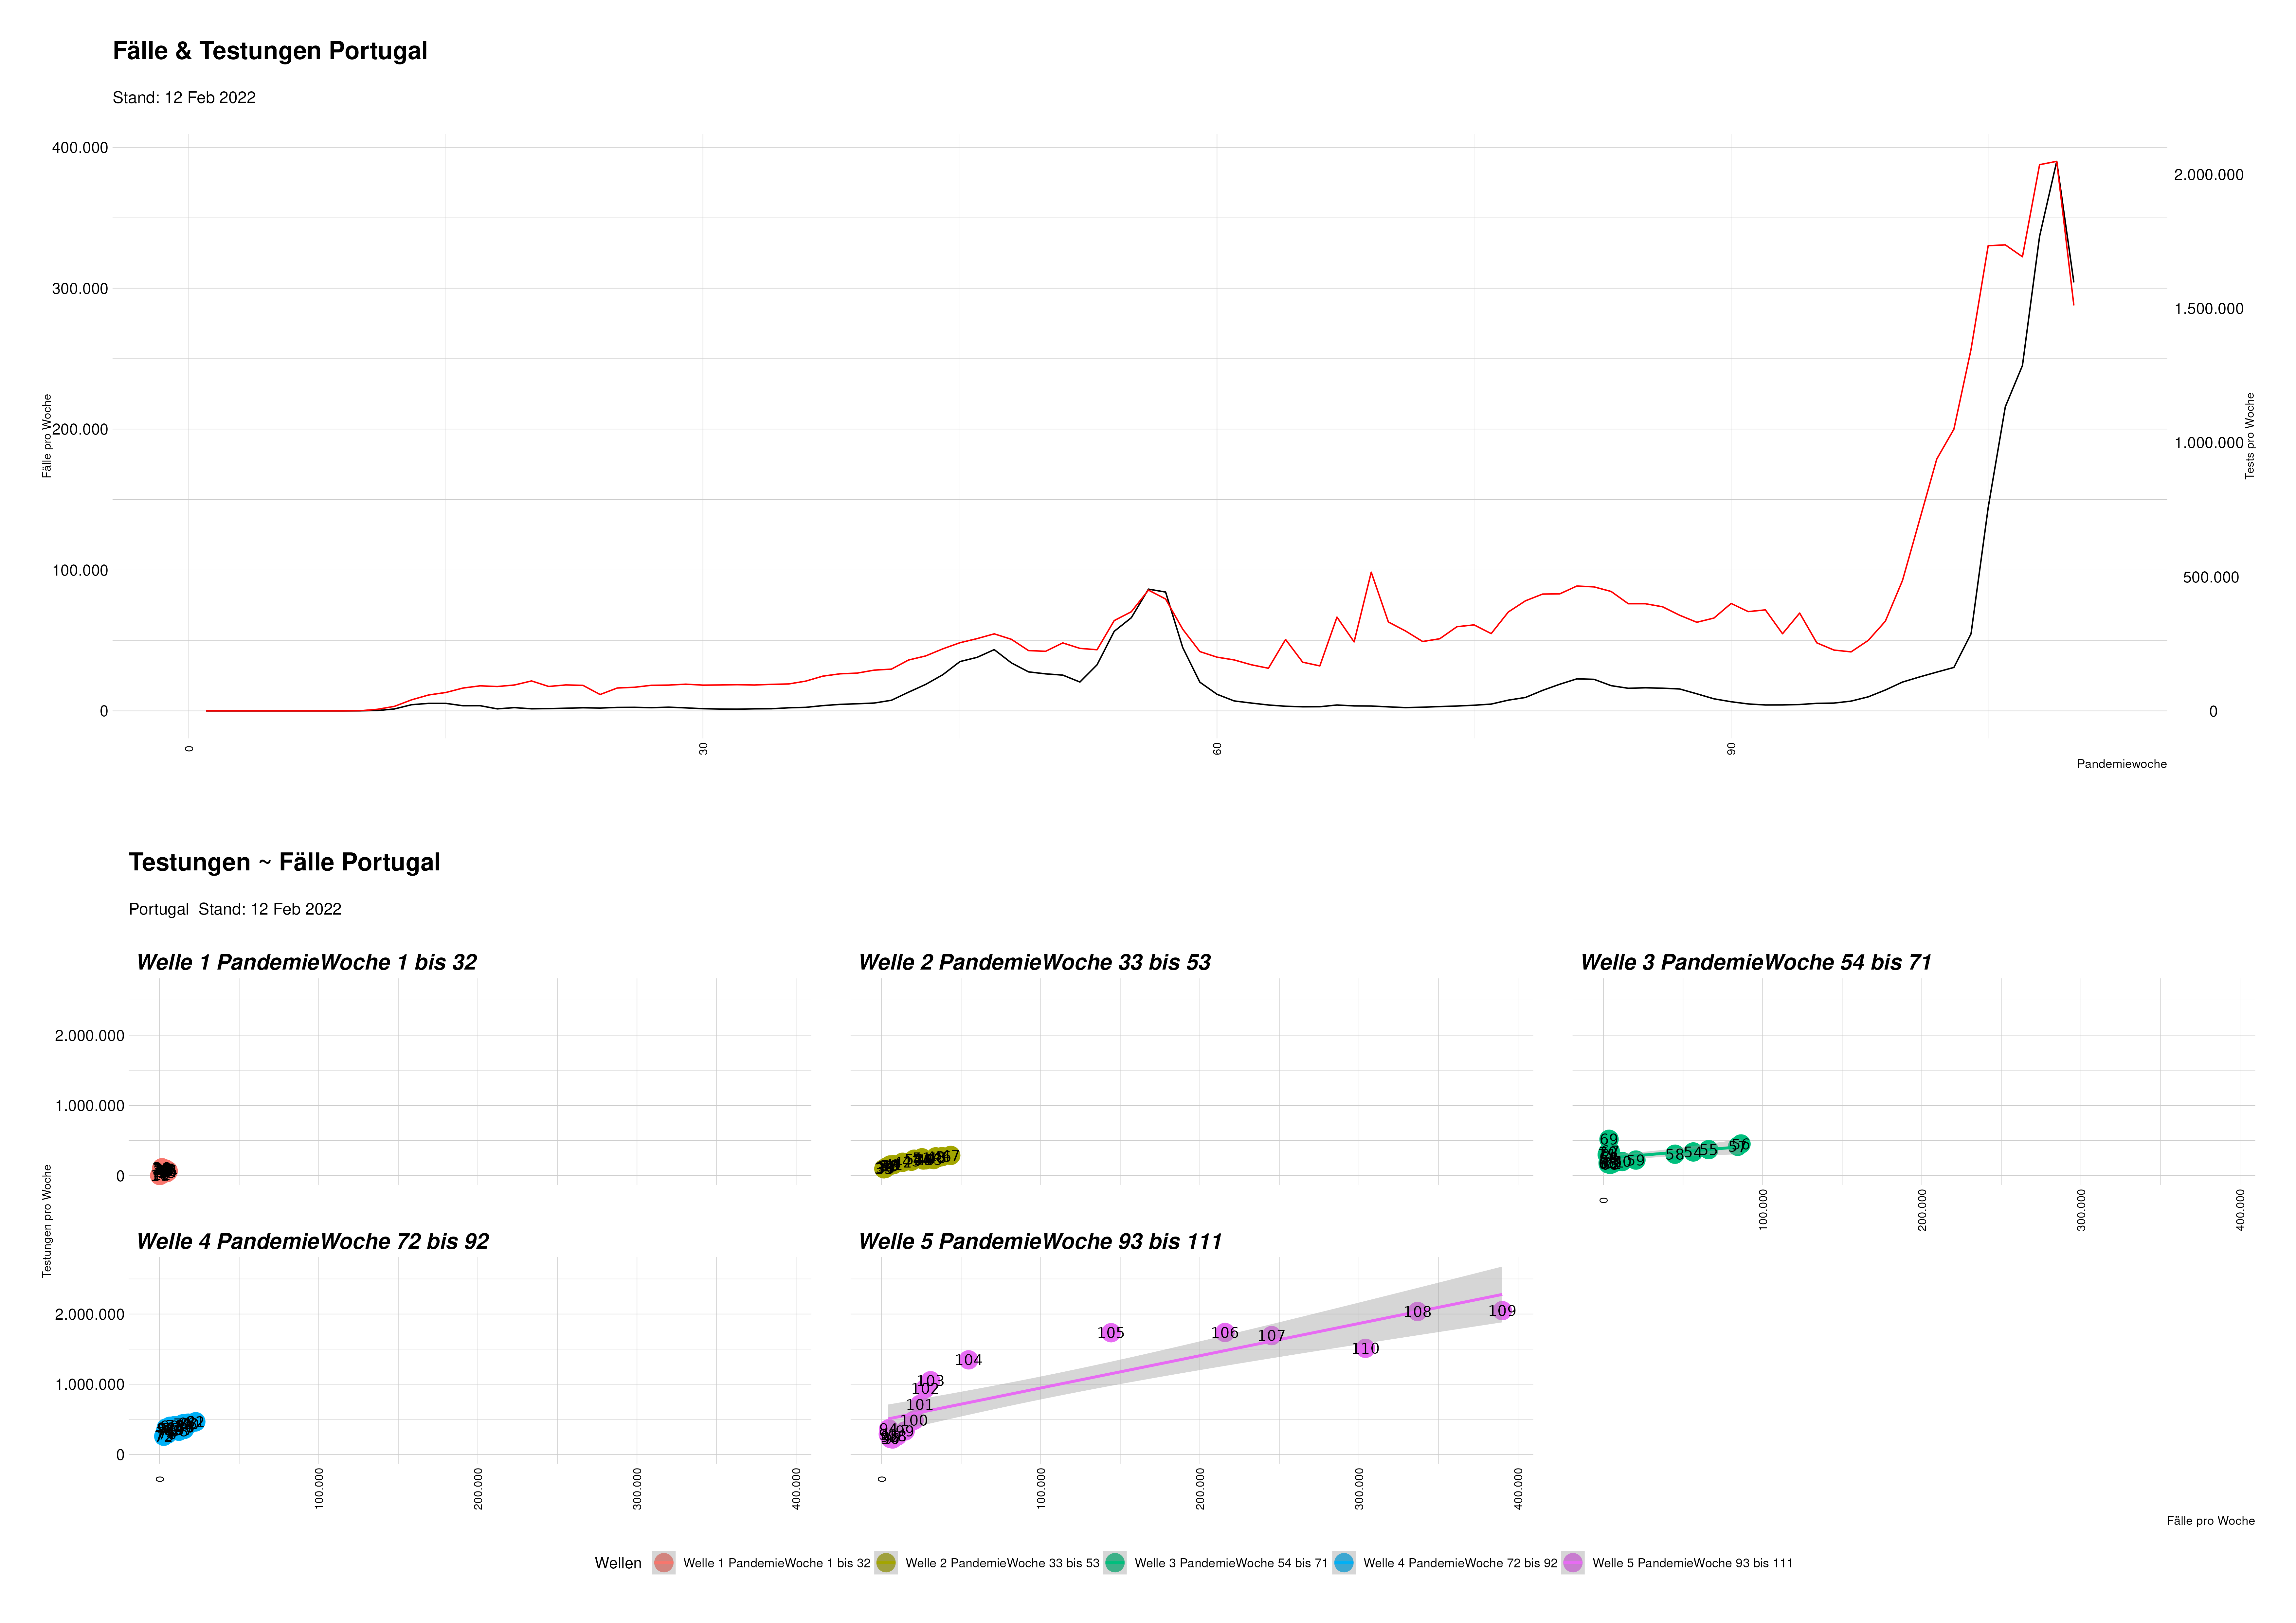 Fälle & Testungen Portugal
Stand: 12 Feb 2022
400.000
300.000
200.000
100.000
0
Fälle pro Woche
2.000.000
1.500.000
1.000.000
500.000
0
Tests pro Woche
0
30
60
90
Pandemiewoche
Testungen ~ Fälle Portugal
Portugal Stand: 12 Feb 2022
Welle 1 PandemieWoche 1 bis 32
Welle 2 PandemieWoche 33 bis 53
Welle 3 PandemieWoche 54 bis 71
2.000.000
1.000.000
0
69
59
58
54
55
57
56
0
100.000
200.000
300.000
400.000
Testungen pro Woche
Welle 4 PandemieWoche 72 bis 92
Welle 5 PandemieWoche 93 bis 111
2.000.000
1.000.000
0
100
101
102
103
104
105
106
107
108
109
110
0
100.000
200.000
300.000
400.000
0
100.000
200.000
300.000
400.000
Fälle pro Woche
Wellen
Welle 1 PandemieWoche 1 bis 32
Welle 2 PandemieWoche 33 bis 53
Welle 3 PandemieWoche 54 bis 71
Welle 4 PandemieWoche 72 bis 92
Welle 5 PandemieWoche 93 bis 111